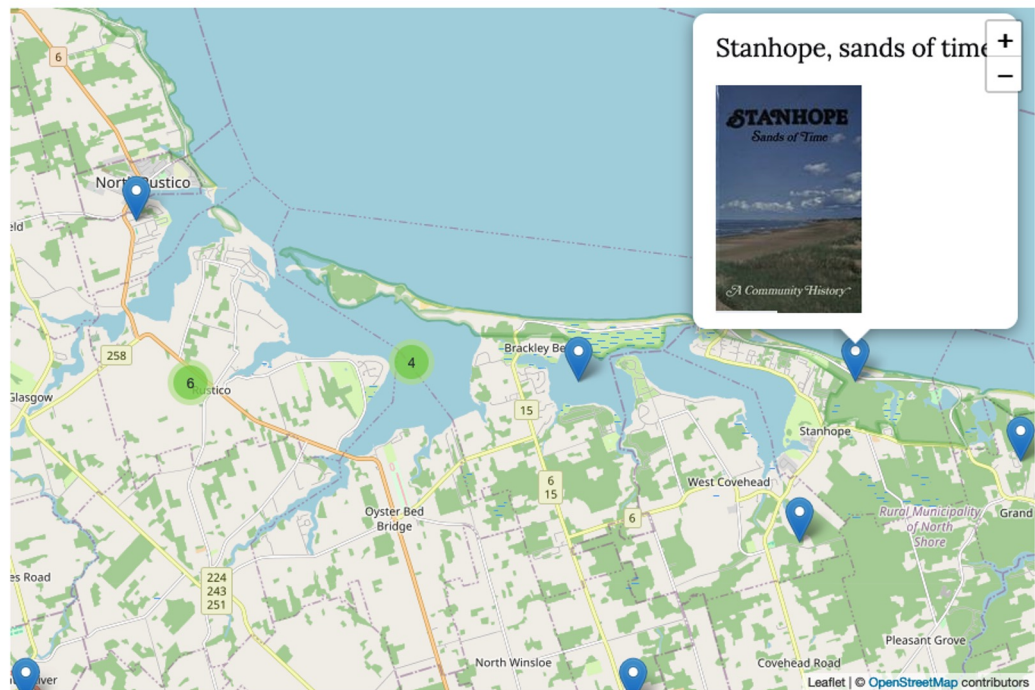 Stanhope, sands of time
+
−
STANHOPE
Sands of Time
A Community History
6
North Rustico
258
6
Rustico
4
Brackley Be
15
Stanhope
6
15
West Covehead
6
Oyster Bed
Bridge
Rural Municipality
of North
Shore
Grand
Glasgow
224
243
251
es Road
Pleasant Grove
North Winsloe
Covehead Road
Leaflet | © OpenStreetMap contributors